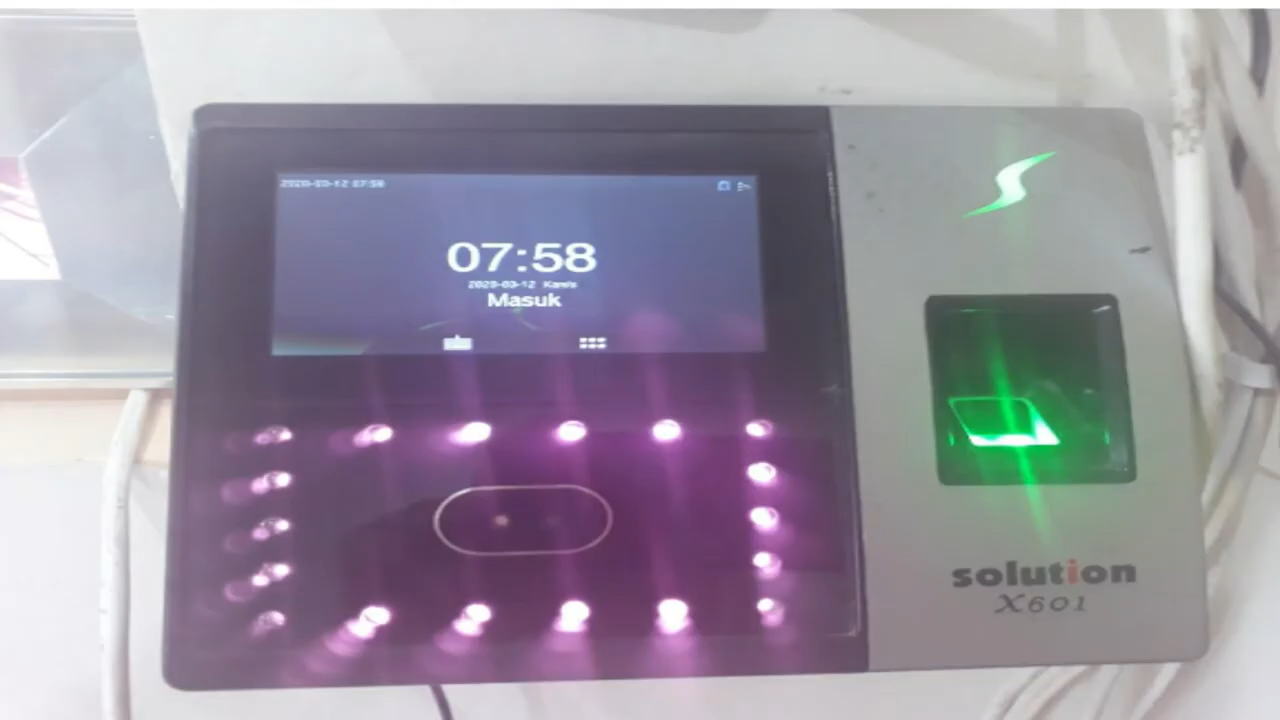 2020-03-12 07:58
07:58
2020-03-12 Kamis
Masuk
solution
X601